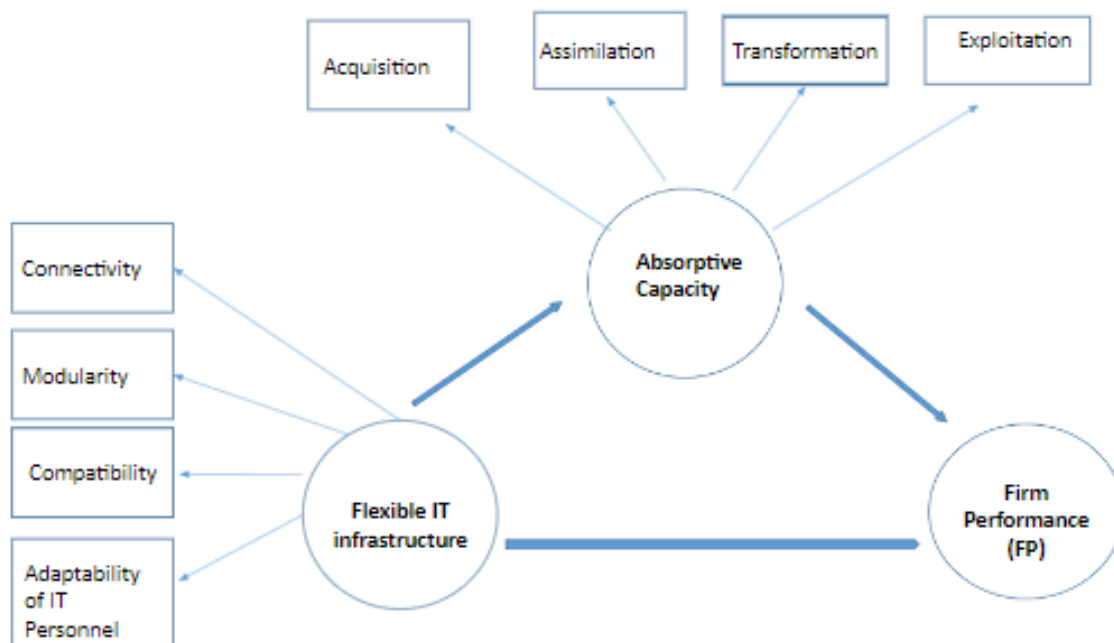 Acquisition
Assimilation
Transformation
Exploitation
Absorptive
Capacity
Connectivity
Modularity
Compatibility
Adaptability
of IT
Personnel
Flexible IT
infrastructure
Firm
Performance
(FP)